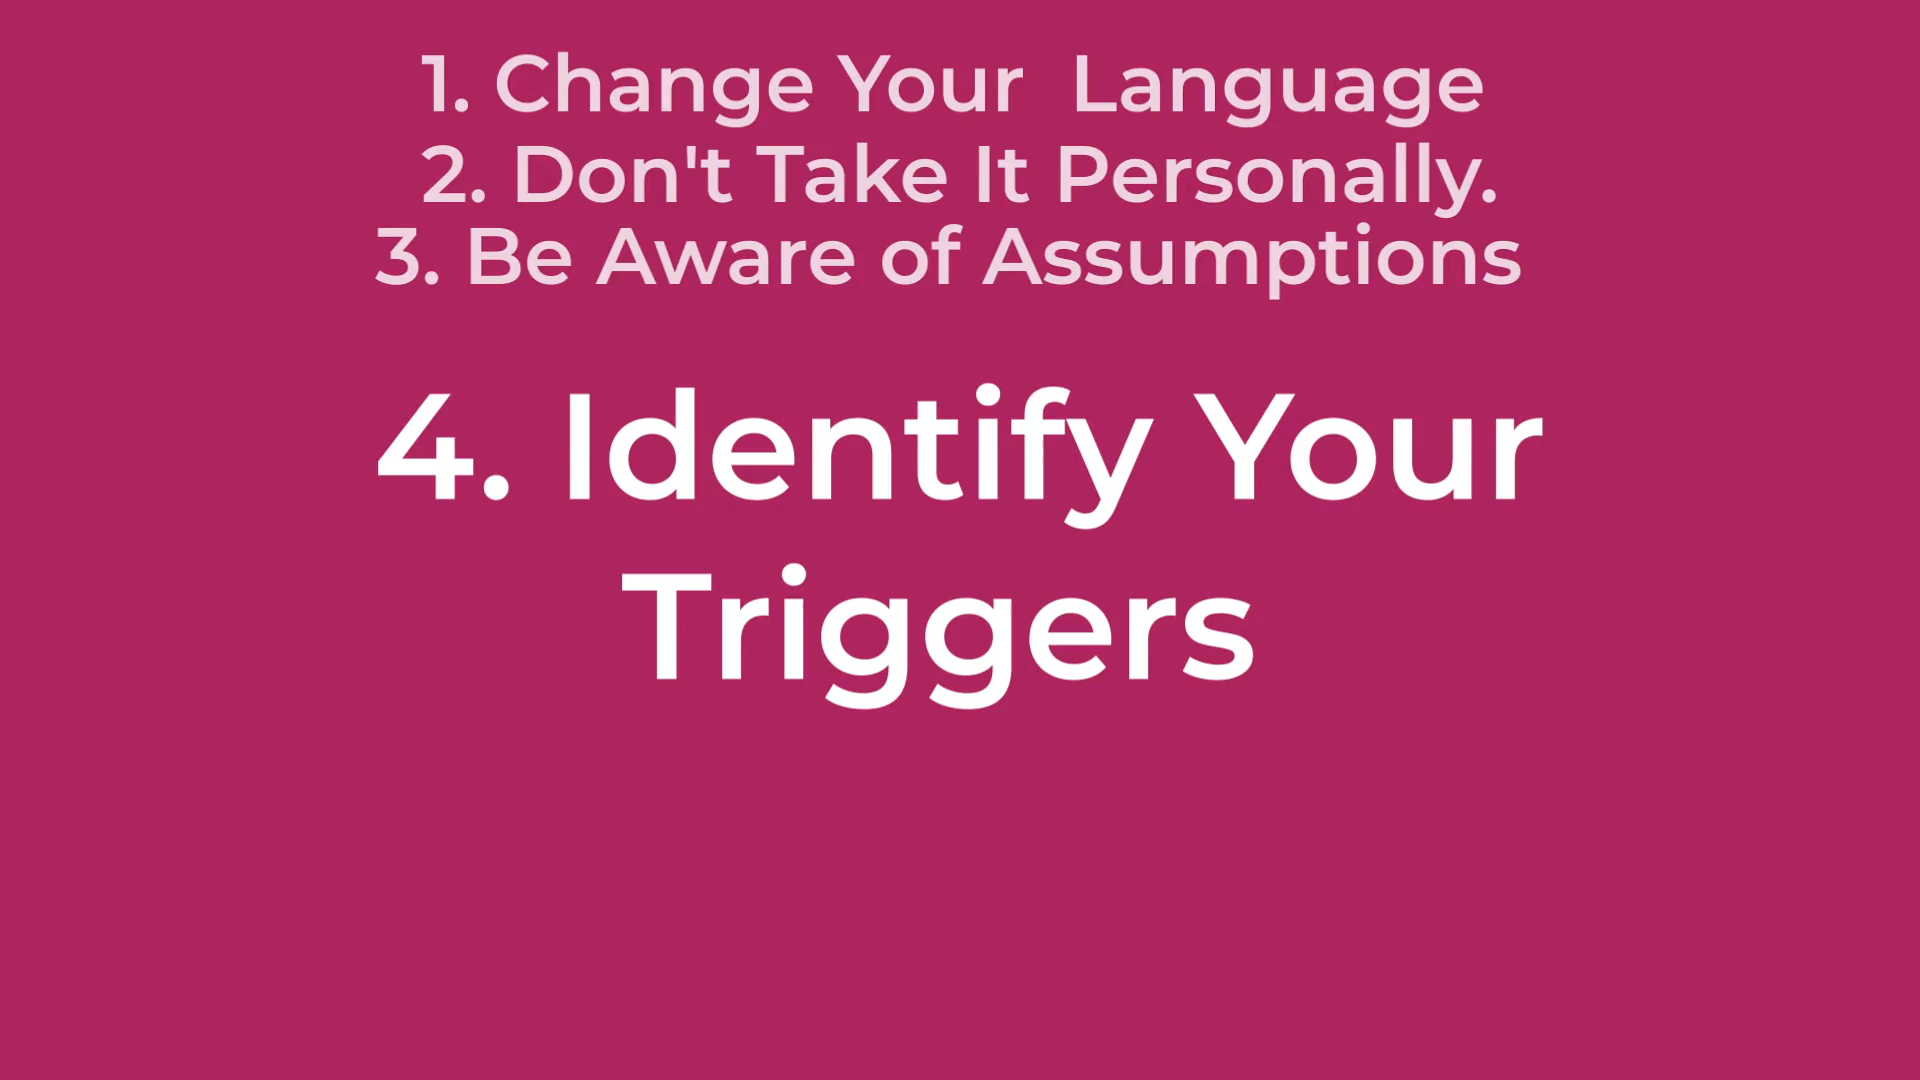 1. Change Your  Language
2. Don't Take It Personally.
3. Be Aware of Assumptions
4. Identify Your
Triggers